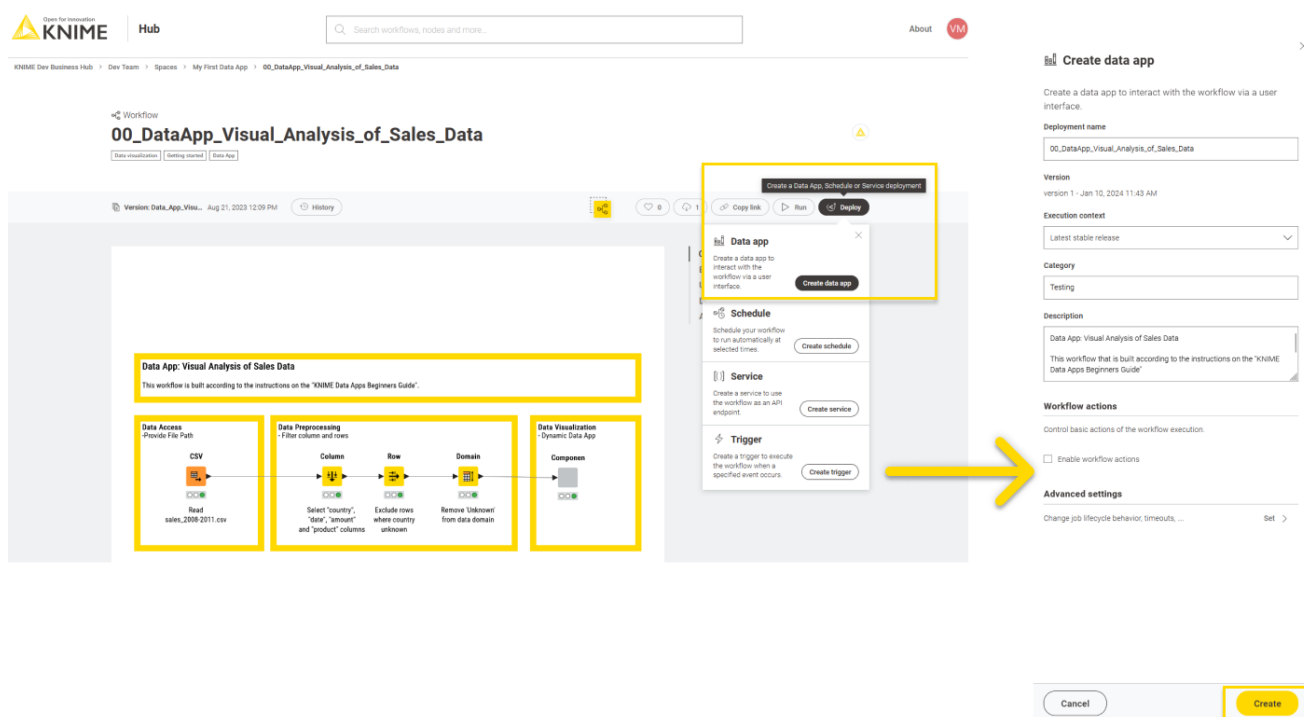 Open for Innovation
KNIME
Hub
Search workflows, nodes and more...
About
VM
KNIME Dev Business Hub > Dev Team > Spaces > My First Data App > 00_DataApp_Visual_Analysis_of_Sales_Data
Workflow
00_DataApp_Visual_Analysis_of_Sales_Data
Data visualization
Getting started
Data App
Create a Data App, Schedule or Service deployment
Version: Data_App_Visu... Aug 21, 2023 12:09 PM
History
0
1
Copy link
Run
Deploy
Data app
Create a data app to
interact with the
workflow via a user
interface.
Create data app
Schedule
Schedule your workflow
to run automatically at
selected times.
Create schedule
Service
Create a service to use
the workflow as an API
endpoint.
Create service
Trigger
Create a trigger to execute
the workflow when a
specified event occurs.
Create trigger
Data App: Visual Analysis of Sales Data
This workflow is built according to the instructions on the "KNIME Data Apps Beginners Guide".
Data Access
-Provide File Path
CSV
Read
sales_2008-2011.csv
Data Preprocessing
- Filter column and rows
Column
Select "country",
"date", "amount"
and "product" columns
Row
Exclude rows
where country
unknown
Domain
Remove 'Unknown'
from data domain
Data Visualization
- Dynamic Data App
Componen
Create data app
Create a data app to interact with the workflow via a user
interface.
Deployment name
00_DataApp_Visual_Analysis_of_Sales_Data
Version
version 1 - Jan 10, 2024 11:43 AM
Execution context
Latest stable release
Category
Testing
Description
Data App: Visual Analysis of Sales Data
This workflow that is built according to the instructions on the "KNIME
Data Apps Beginners Guide"
Workflow actions
Control basic actions of the workflow execution.
Enable workflow actions
Advanced settings
Change job lifecycle behavior, timeouts, ...
Set >
Cancel
Create